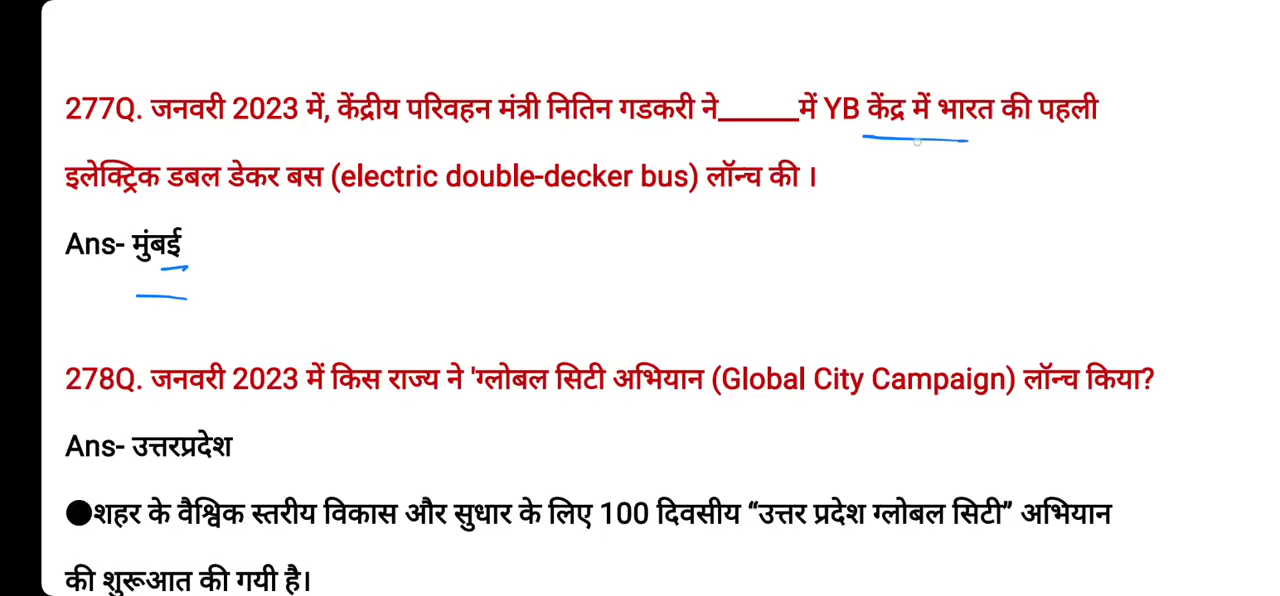 277Q. जनवरी 2023 में, केंद्रीय परिवहन मंत्री नितिन गडकरी ने______में YB केंद्र में भारत की पहली
इलेक्ट्रिक डबल डेकर बस (electric double-decker bus) लॉन्च की ।
Ans- मुंबई
278Q. जनवरी 2023 में किस राज्य ने 'ग्लोबल सिटी अभियान (Global City Campaign) लॉन्च किया?
Ans- उत्तरप्रदेश
●शहर के वैश्विक स्तरीय विकास और सुधार के लिए 100 दिवसीय “उत्तर प्रदेश ग्लोबल सिटी” अभियान
की शुरूआत की गयी है।